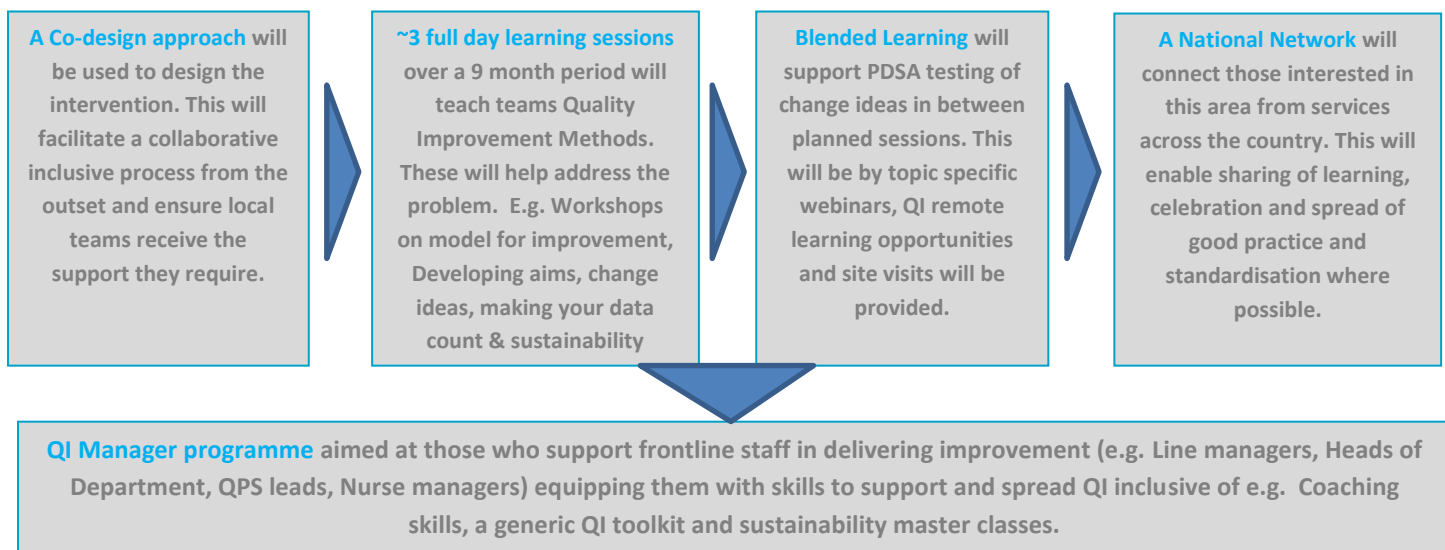 A Co-design approach will
be used to design the
intervention. This will
facilitate a collaborative
inclusive process from the
outset and ensure local
teams receive the
support they require.
~3 full day learning sessions
over a 9 month period will
teach teams Quality
Improvement Methods.
These will help address the
problem.  E.g. Workshops
on model for improvement,
Developing aims, change
ideas, making your data
count & sustainability
Blended Learning will
support PDSA testing of
change ideas in between
planned sessions. This
will be by topic specific
webinars, QI remote
learning opportunities
and site visits will be
provided.
A National Network will
connect those interested in
this area from services
across the country. This will
enable sharing of learning,
celebration and spread of
good practice and
standardisation where
possible.
QI Manager programme aimed at those who support frontline staff in delivering improvement (e.g. Line managers, Heads of
Department, QPS leads, Nurse managers) equipping them with skills to support and spread QI inclusive of e.g.  Coaching
skills, a generic QI toolkit and sustainability master classes.